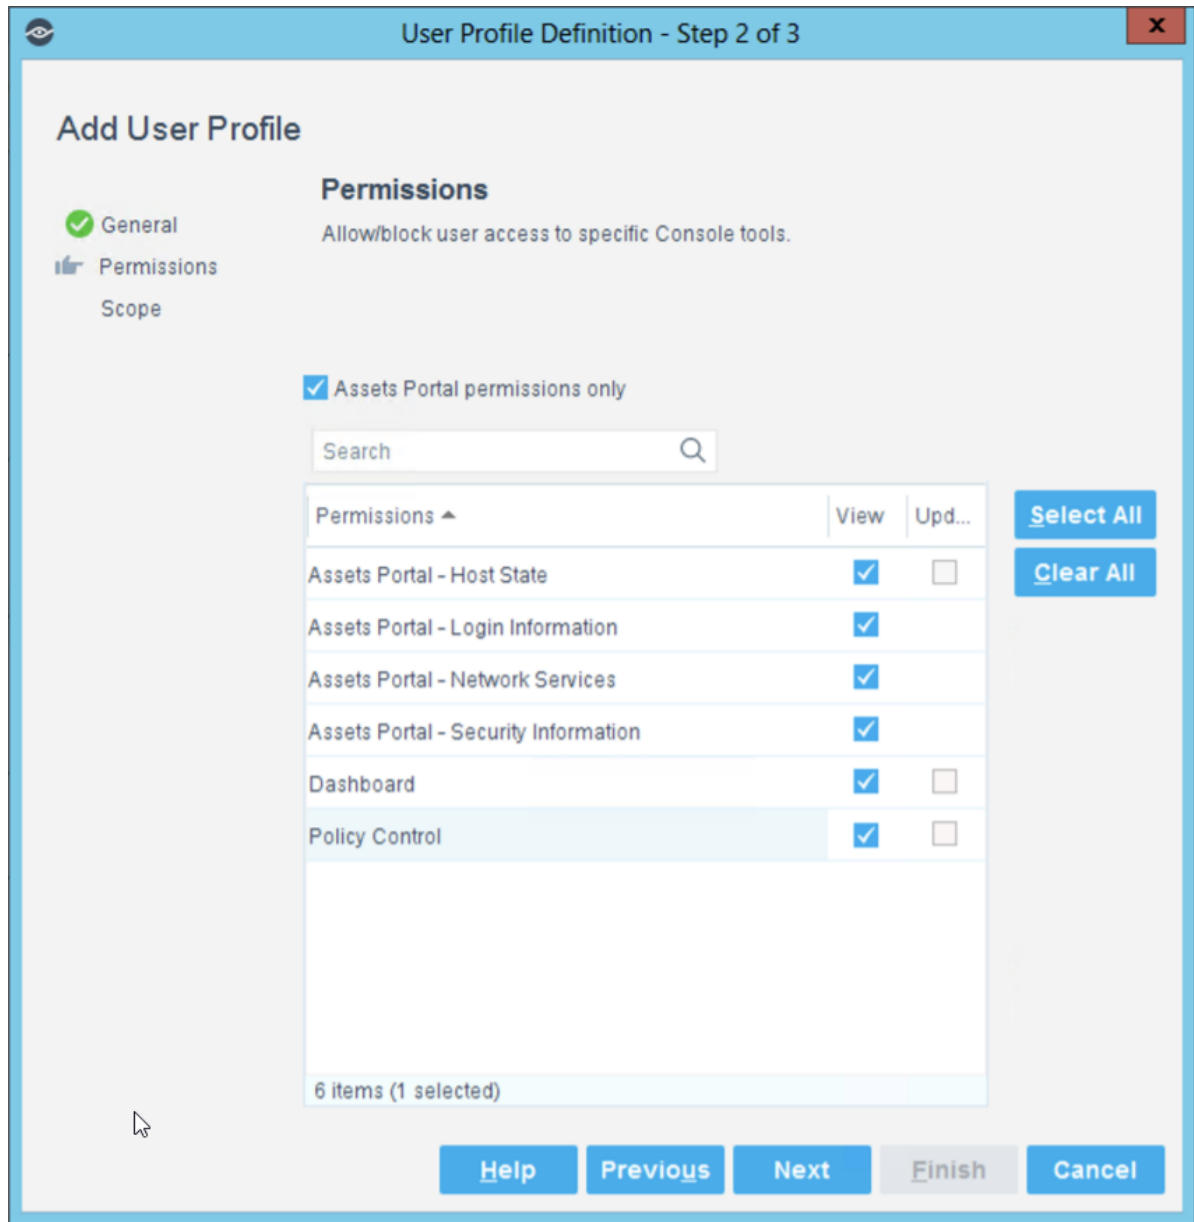 User Profile Definition - Step 2 of 3
x
Add User Profile
General
Permissions
Scope
Permissions
Allow/block user access to specific Console tools.
Assets Portal permissions only
Search
Permissions View Upd...
Assets Portal - Host State
Assets Portal - Login Information
Assets Portal - Network Services
Assets Portal - Security Information
Dashboard
Policy Control
6 items (1 selected)
Select All
Clear All
Help Previous Next Finish Cancel